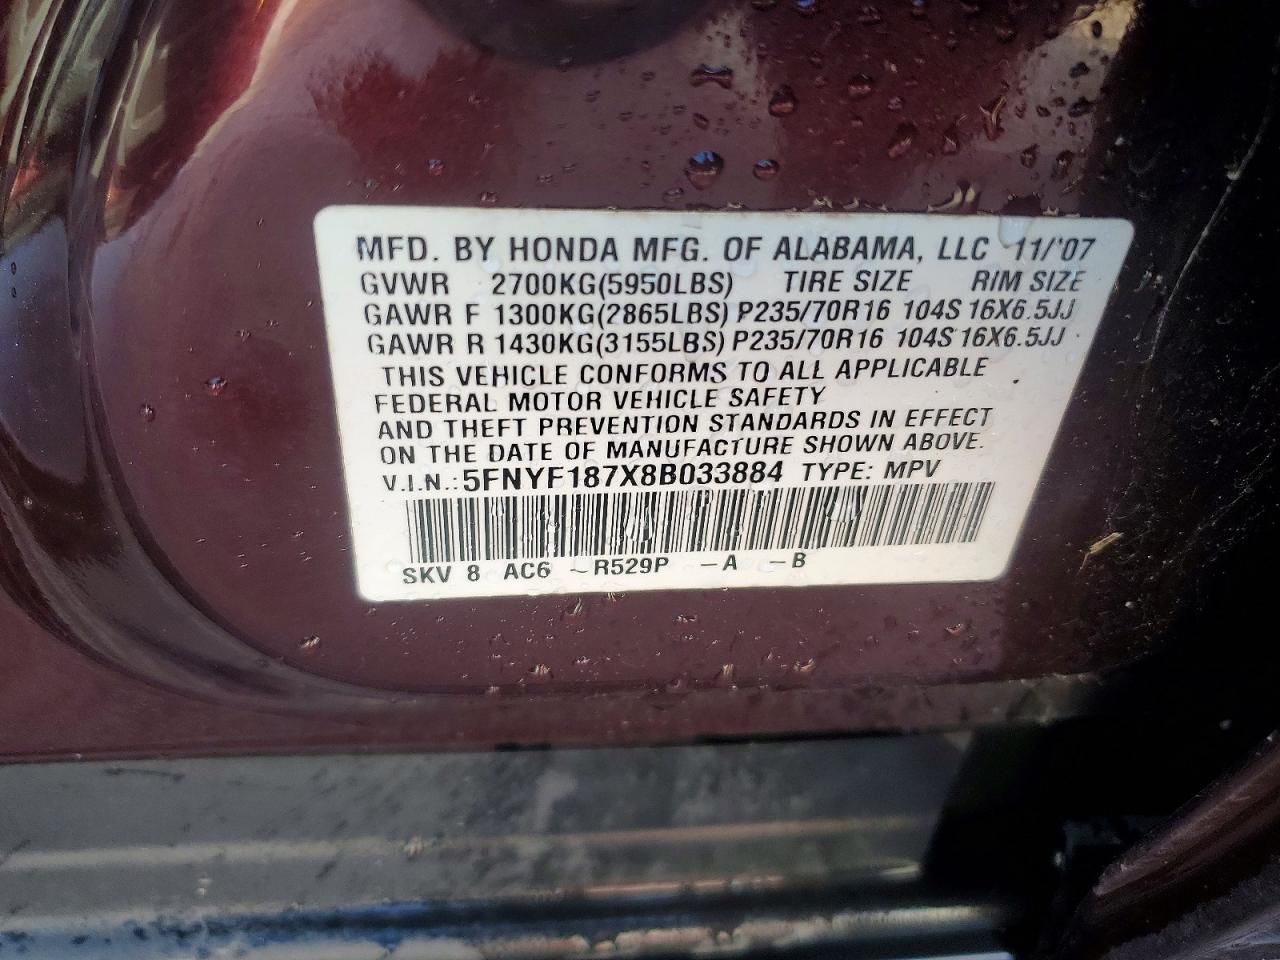 MFD. BY HONDA MFG. OF ALABAMA, LLC 11/'07
GVWR 2700KG(5950LBS) TIRE SIZE RIM SIZE
GAWR F 1300KG(2865LBS) P235/70R16 104S 16X6.5JJ
GAWR R 1430KG(3155LBS) P235/70R16 104S 16X6.5JJ
THIS VEHICLE CONFORMS TO ALL APPLICABLE
FEDERAL MOTOR VEHICLE SAFETY
AND THEFT PREVENTION STANDARDS IN EFFECT
ON THE DATE OF MANUFACTURE SHOWN ABOVE.
V.I.N.: 5FNYF187X8B033884 TYPE: MPV
SKV 8 AC6 - R529P - A - B